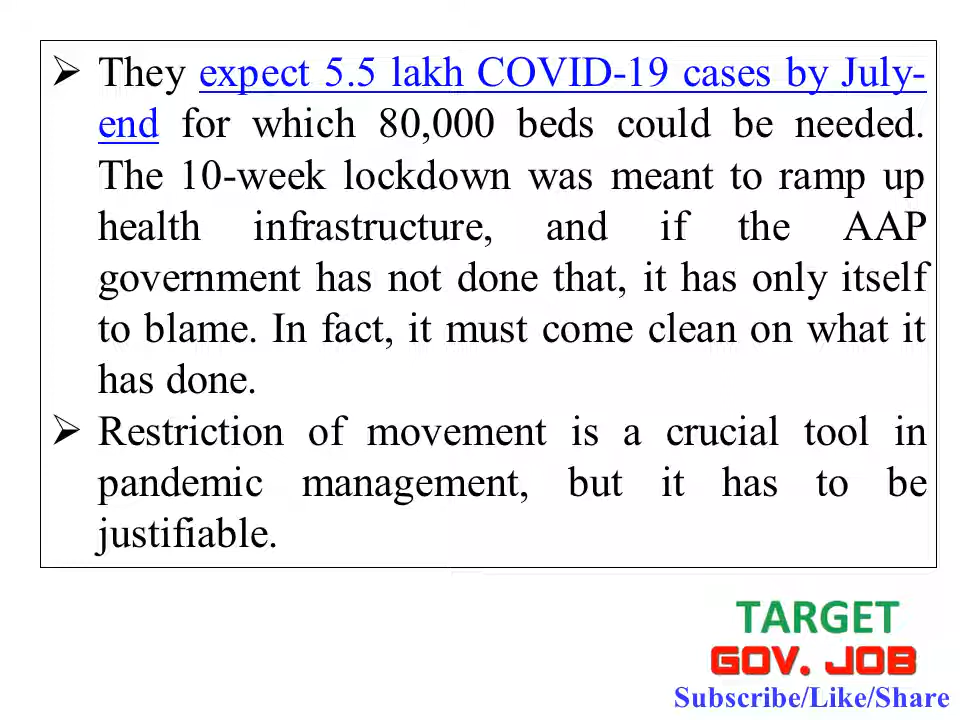 ➢ They expect 5.5 lakh COVID-19 cases by July-
end for which 80,000 beds could be needed.
The 10-week lockdown was meant to ramp up
health infrastructure, and if the AAP
government has not done that, it has only itself
to blame. In fact, it must come clean on what it
has done.
➢ Restriction of movement is a crucial tool in
pandemic management, but it has to be
justifiable.
TARGET
GOV. JOB
Subscribe/Like/Share